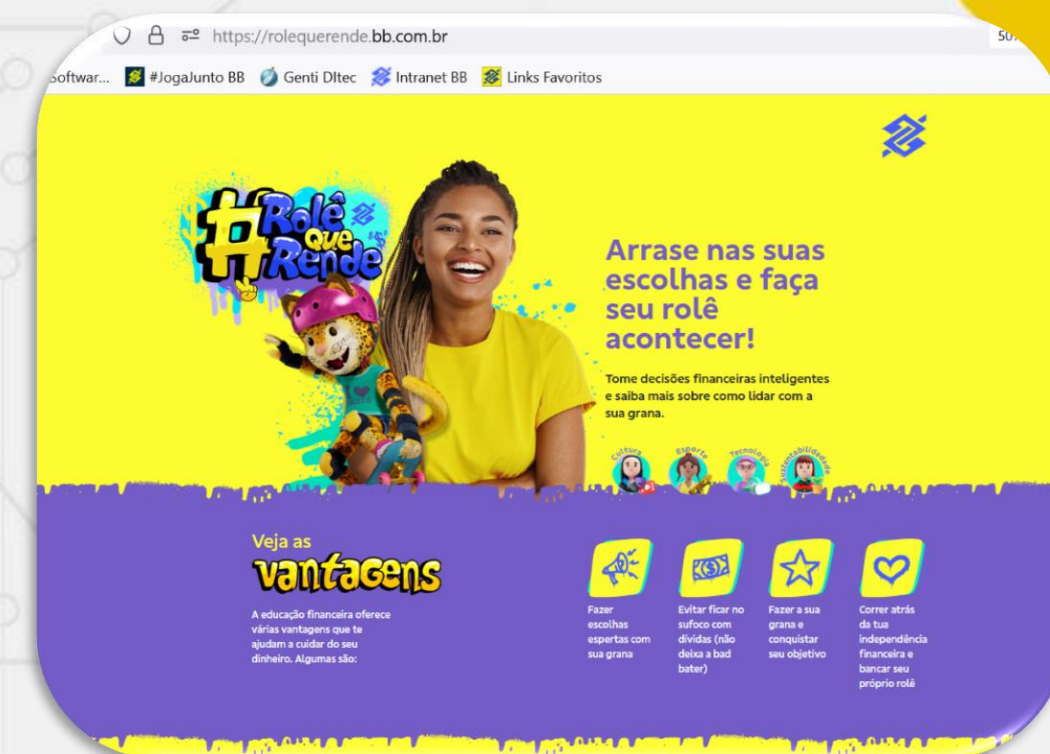 https://rolequerende.bb.com.br
Softwar... #JogaJunto BB Genti DItec Intranet BB Links Favoritos
#Rolê
Que
Rende
Arrase nas suas
escolhas e faça
seu rolê
acontecer!
Tome decisões financeiras inteligentes
e saiba mais sobre como lidar com a
sua grana.
Cultura Esporte Tecnologia Sustentabilidade
Veja as
vantagens
A educação financeira oferece
várias vantagens que te
ajudam a cuidar do seu
dinheiro. Algumas são:
Fazer
escolhas
espertas com
sua grana
Evitar ficar no
sufoco com
dívidas (não
deixa a bad
bater)
Fazer a sua
grana e
conquistar
seu objetivo
Correr atrás
da tua
independência
financeira e
bancar seu
próprio rolê